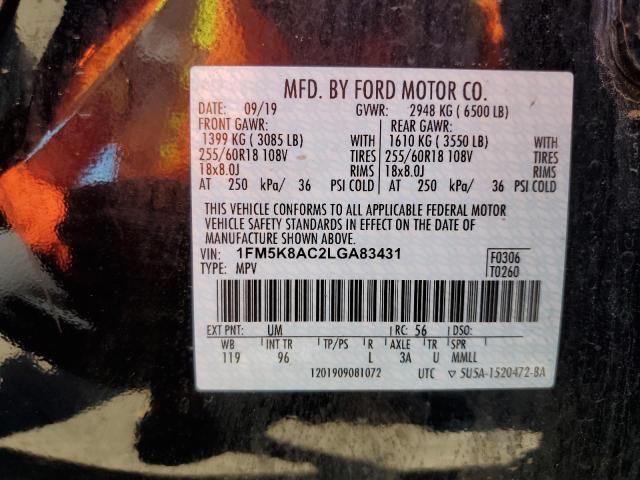 MFD. BY FORD MOTOR CO.
DATE: 09/19 GVWR: 2948 KG ( 6500 LB)
FRONT GAWR: REAR GAWR:
1399 KG ( 3085 LB) WITH 1610 KG ( 3550 LB) WITH
255/60R18 108V TIRES 255/60R18 108V TIRES
18x8.0J RIMS 18x8.0J RIMS
AT 250 kPa/ 36 PSI COLD AT 250 kPa/ 36 PSI COLD
THIS VEHICLE CONFORMS TO ALL APPLICABLE FEDERAL MOTOR
VEHICLE SAFETY STANDARDS IN EFFECT ON THE DATE OF
MANUFACTURE SHOWN ABOVE.
VIN: 1FM5K8AC2LGA83431 F0306
TYPE: MPV T0260
EXT PNT: UM RC: 56 DSO:
WB INT TR TP/PS R AXLE TR SPR
119 96 L 3A U MMLL
1201909081072 UTC ▽ 5USA-1520472-BA